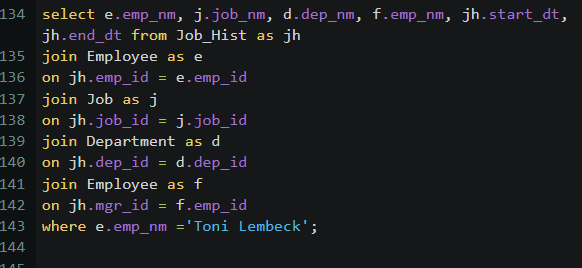 134 select e.emp_nm, j.job_nm, d.dep_nm, f.emp_nm, jh.start_dt,
jh.end_dt from Job_Hist as jh
135 join Employee as e
136 on jh.emp_id = e.emp_id
137 join Job as j
138 on jh.job_id = j.job_id
139 join Department as d
140 on jh.dep_id = d.dep_id
141 join Employee as f
142 on jh.mgr_id = f.emp_id
143 where e.emp_nm ='Toni Lembeck';
144
145